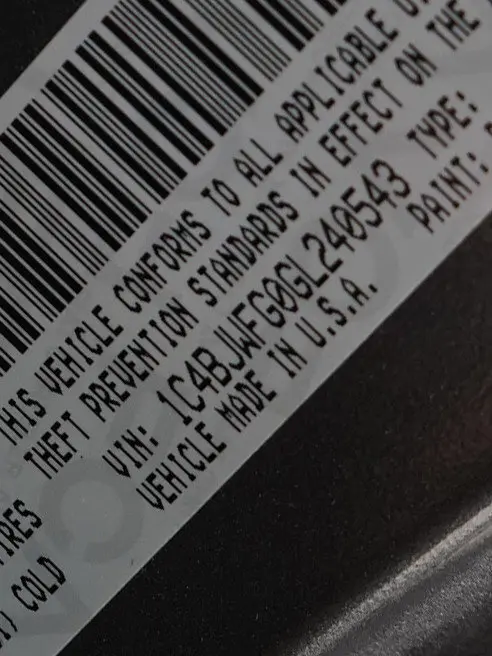 THIS VEHICLE CONFORMS TO ALL APPLICABLE
THEFT PREVENTION STANDARDS IN EFFECT ON THE
VIN: 1C4BJWFG0GL240543 TYPE:
VEHICLE MADE IN U.S.A. PAINT:
TIRES
COLD